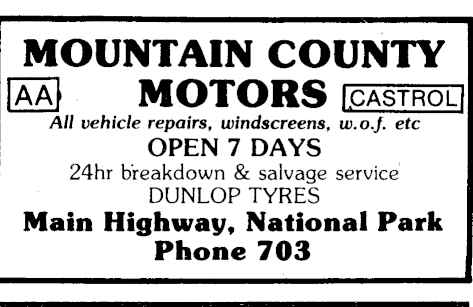 MOUNTAIN COUNTY
AA MOTORS CASTROL
All vehicle repairs, windscreens, w.o.f. etc
OPEN 7 DAYS
24hr breakdown & salvage service
DUNLOP TYRES
Main Highway, National Park
Phone 703